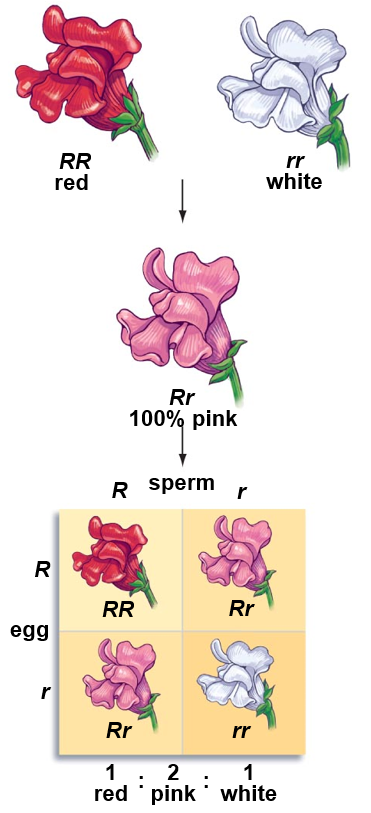 RR
red
rr
white
Rr
100% pink
R sperm r
R
RR
Rr
egg
r
Rr
rr
1 : 2 : 1
red pink white